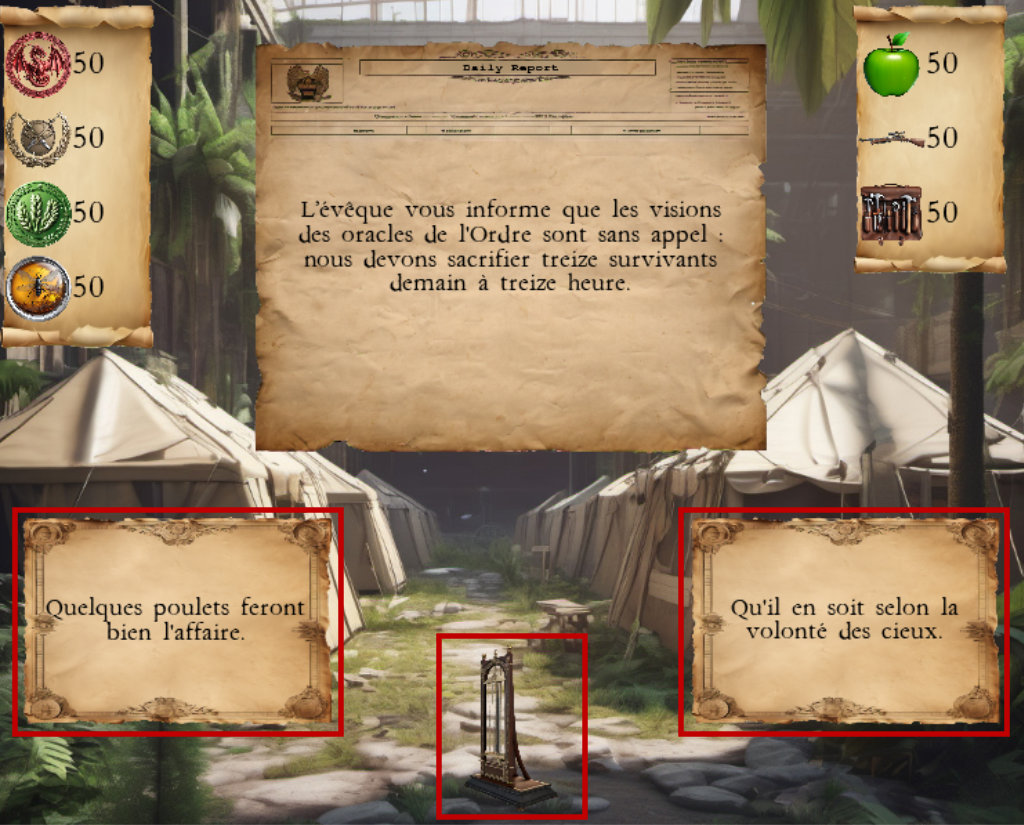 50
50
50
50
Daily Report
L'évêque vous informe que les visions
des oracles de l'Ordre sont sans appel :
nous devons sacrifier treize survivants
demain à treize heure.
50
50
50
Quelques poulets feront
bien l'affaire.
Qu'il en soit selon la
volonté des cieux.